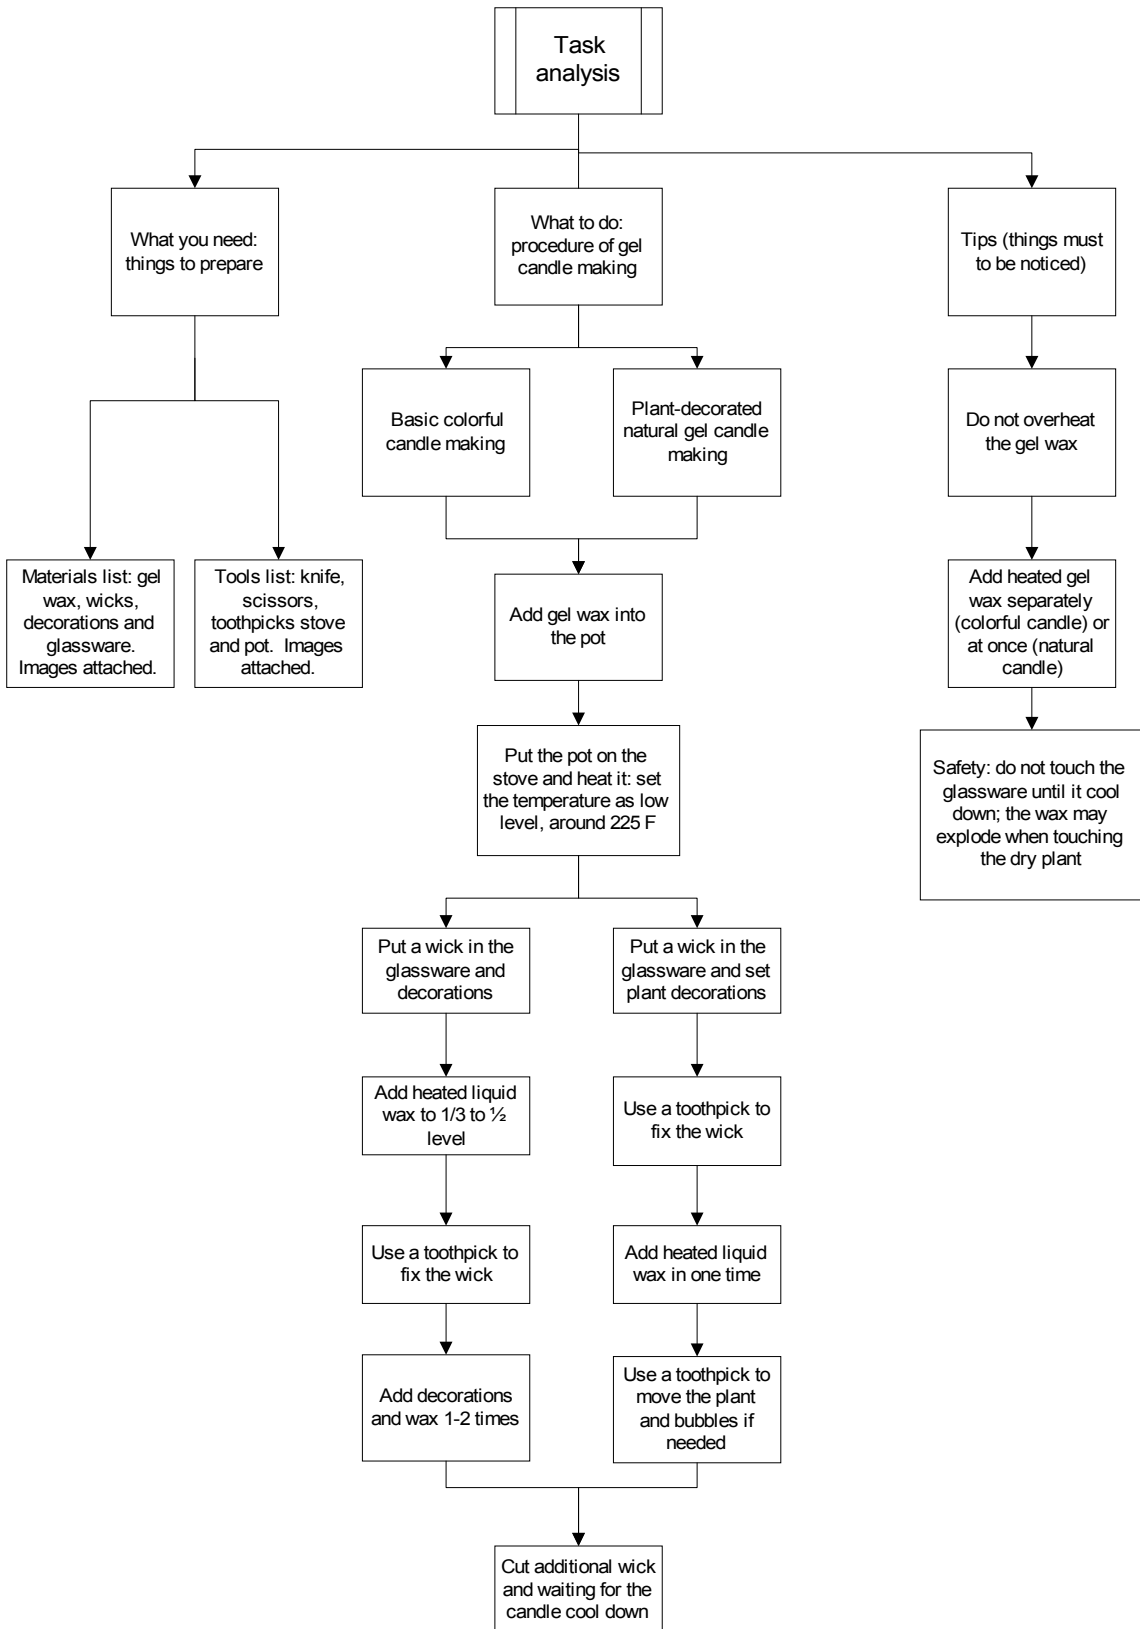 Task
analysis
What you need:
things to prepare
What to do:
procedure of gel
candle making
Tips (things must
to be noticed)
Basic colorful
candle making
Plant-decorated
natural gel candle
making
Do not overheat
the gel wax
Materials list: gel
wax, wicks,
decorations and
glassware.
Images attached.
Tools list: knife,
scissors,
toothpicks stove
and pot. Images
attached.
Add gel wax into
the pot
Add heated gel
wax separately
(colorful candle) or
at once (natural
candle)
Put the pot on the
stove and heat it: set
the temperature as low
level, around 225 F
Safety: do not touch the
glassware until it cool
down; the wax may
explode when touching
the dry plant
Put a wick in the
glassware and
decorations
Put a wick in the
glassware and set
plant decorations
Add heated liquid
wax to 1/3 to ½
level
Use a toothpick to
fix the wick
Use a toothpick to
fix the wick
Add heated liquid
wax in one time
Add decorations
and wax 1-2 times
Use a toothpick to
move the plant
and bubbles if
needed
Cut additional wick
and waiting for the
candle cool down